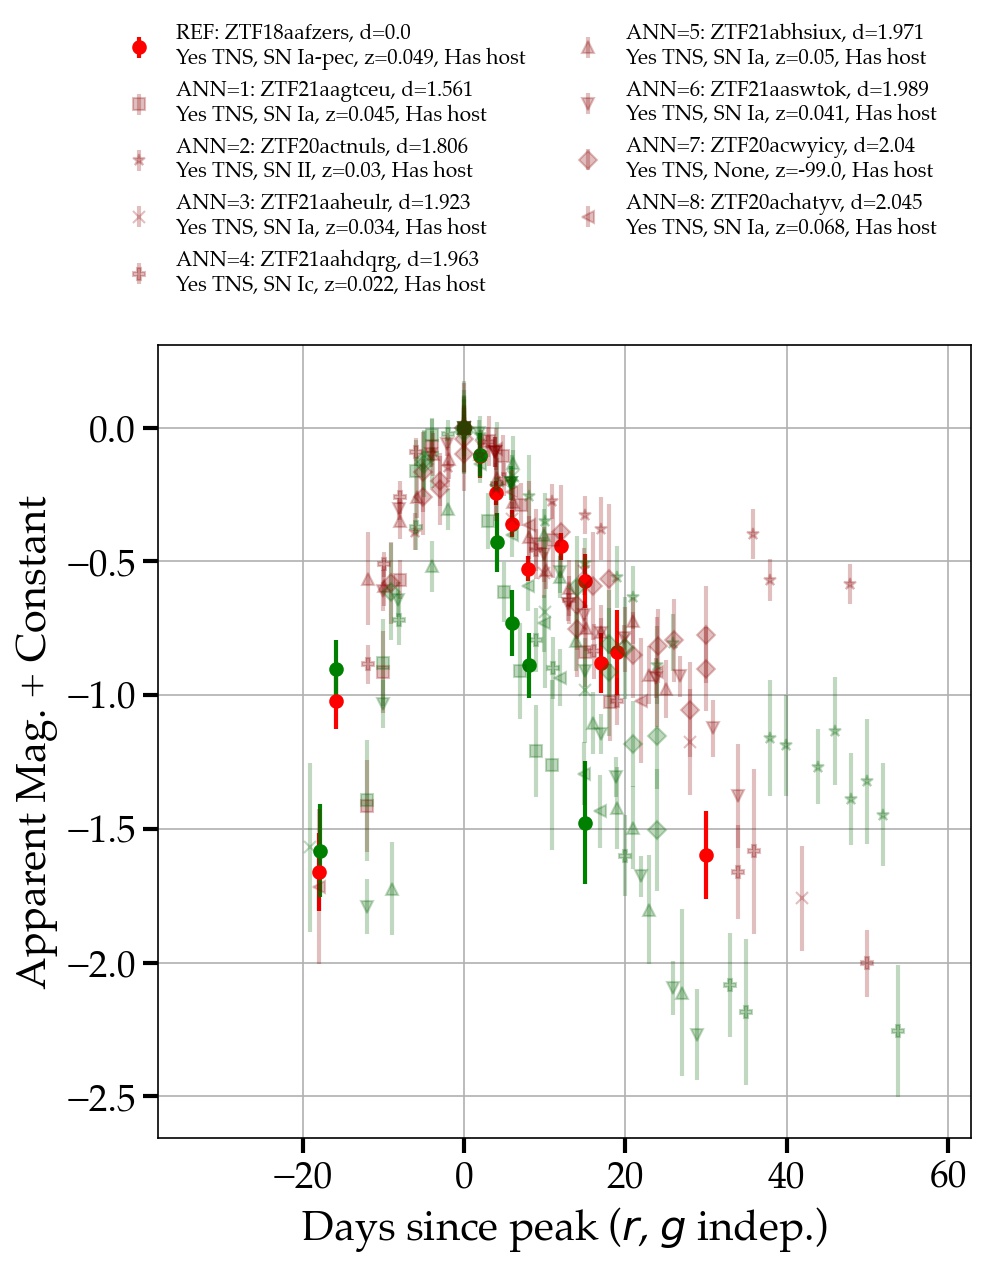 REF: ZTF18aafzers, d=0.0
Yes TNS, SN Ia-pec, z=0.049, Has host
ANN=1: ZTF21aagtceu, d=1.561
Yes TNS, SN Ia, z=0.045, Has host
ANN=2: ZTF20actnuls, d=1.806
Yes TNS, SN II, z=0.03, Has host
ANN=3: ZTF21aaheulr, d=1.923
Yes TNS, SN Ia, z=0.034, Has host
ANN=4: ZTF21aahdqrg, d=1.963
Yes TNS, SN Ic, z=0.022, Has host
ANN=5: ZTF21abhsiux, d=1.971
Yes TNS, SN Ia, z=0.05, Has host
ANN=6: ZTF21aaswtok, d=1.989
Yes TNS, SN Ia, z=0.041, Has host
ANN=7: ZTF20acwyicy, d=2.04
Yes TNS, None, z=-99.0, Has host
ANN=8: ZTF20achatyv, d=2.045
Yes TNS, SN Ia, z=0.068, Has host
Apparent Mag. + Constant
0.0
−0.5
−1.0
−1.5
−2.0
−2.5
−20 0 20 40 60
Days since peak (r, g indep.)